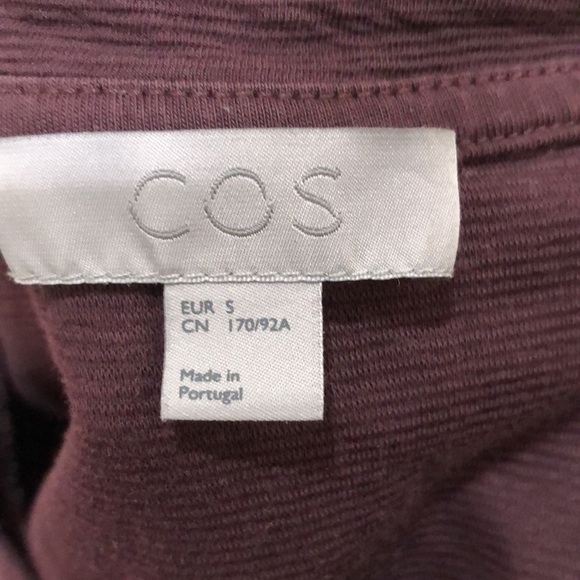 COS
EUR S
CN 170/92A
Made in
Portugal